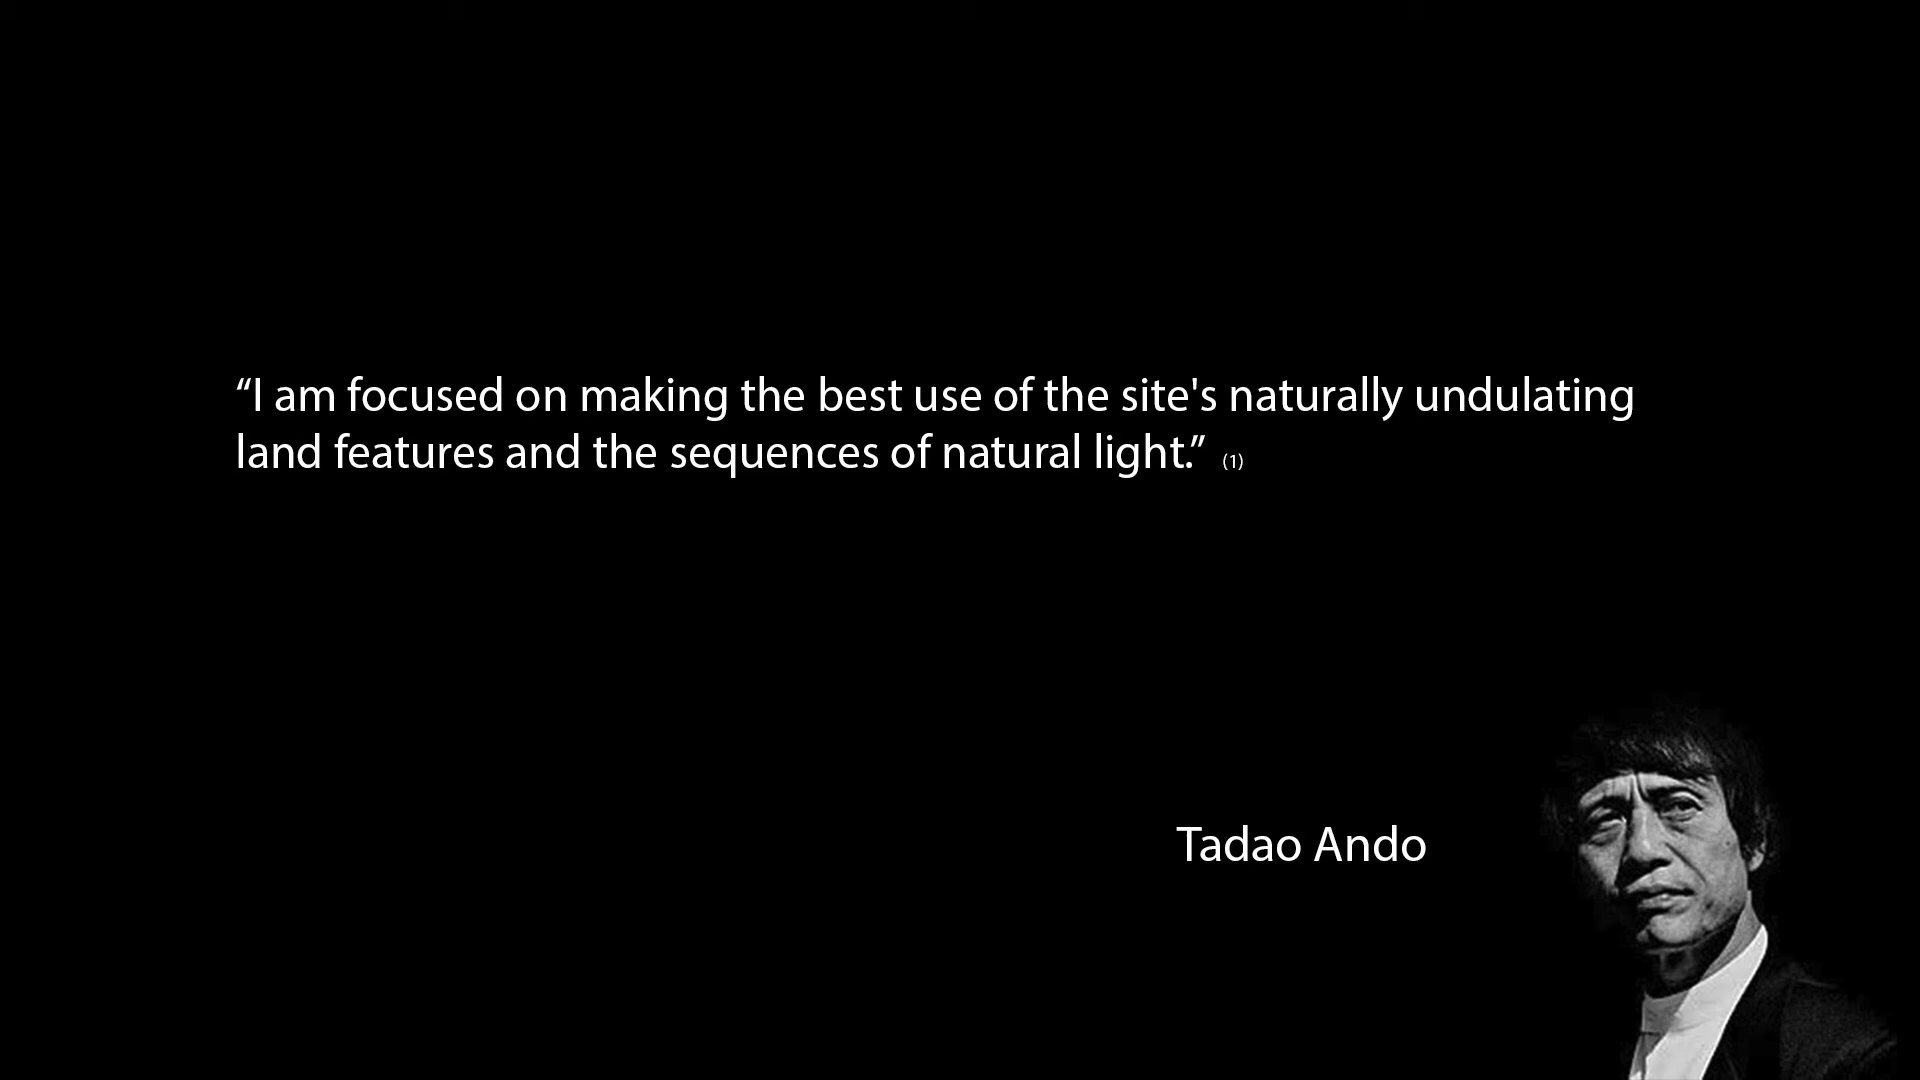 “I am focused on making the best use of the site's naturally undulating
land features and the sequences of natural light.” (1)
Tadao Ando